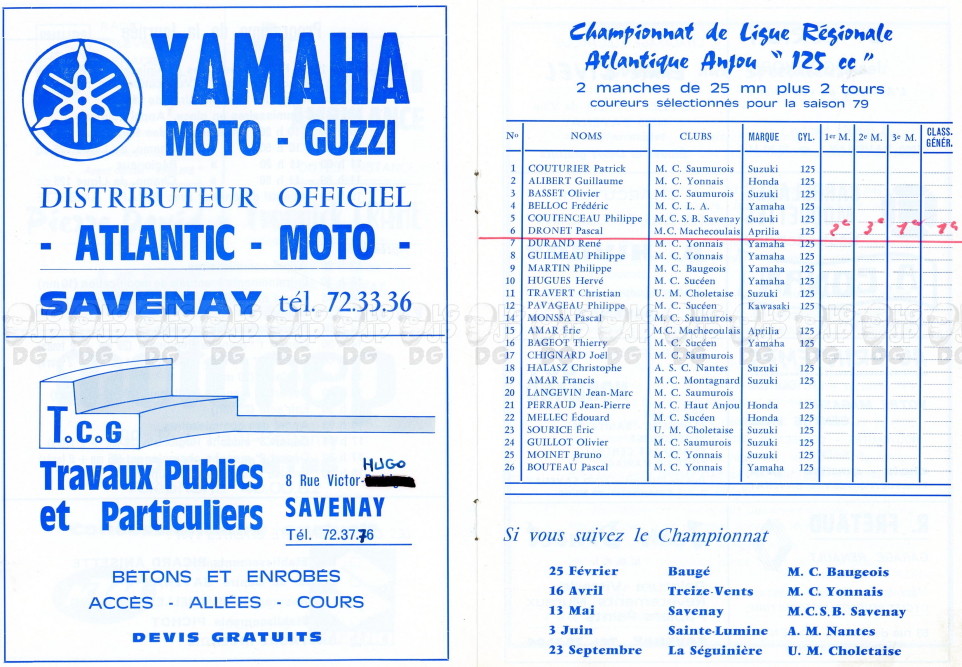 YAMAHA
MOTO - GUZZI
DISTRIBUTEUR OFFICIEL
- ATLANTIC - MOTO -
SAVENAY tél. 72.33.36
T.C.G
Travaux Publics
et Particuliers
HUGO
8 Rue Victor-
SAVENAY
Tél. 72.37.76
BÉTONS ET ENROBÉS
ACCÈS - ALLÉES - COURS
DEVIS GRATUITS
Championnat de Ligue Régionale
Atlantique Anjou " 125 cc "
2 manches de 25 mn plus 2 tours
coureurs sélectionnés pour la saison 79
No NOMS CLUBS MARQUE CYL. 1er M. 2e M. 3e M. CLASS. GÉNÉR.
1 COUTURIER Patrick M. C. Saumurois Suzuki 125
2 ALIBERT Guillaume M. C. Yonnais Honda 125
3 BASSET Olivier M. C. Saumurois Suzuki 125
4 BELLOC Frédéric M. C. L. A. Yamaha 125
5 COUTENCEAU Philippe M.C.S.B. Savenay Suzuki 125
6 DRONET Pascal M.C. Machecoulais Aprilia 125 2e 3e 1er 1er
7 DURAND René M. C. Yonnais Yamaha 125
8 GUILMEAU Philippe M. C. Yonnais Yamaha 125
9 MARTIN Philippe M. C. Baugeois Yamaha 125
10 HUGUES Hervé M. C. Sucéen Yamaha 125
11 TRAVERT Christian U. M. Choletaise Suzuki 125
12 PAVAGEAU Philippe M. C. Sucéen Kawasaki 125
14 MONSSA Pascal M. C. Saumurois
15 AMAR Éric M.C. Machecoulais Aprilia 125
16 BAGEOT Thierry M. C. Sucéen Yamaha 125
17 CHIGNARD Joël M. C. Saumurois
18 HALASZ Christophe A. S. C. Nantes Suzuki 125
19 AMAR Francis M .C. Montagnard Suzuki 125
20 LANGEVIN Jean-Marc M. C. Saumurois
21 PERRAUD Jean-Pierre M. C. Haut Anjou Honda 125
22 MELLEC Édouard M. C. Sucéen Honda 125
23 SOURICE Éric U. M. Choletaise Suzuki 125
24 GUILLOT Olivier M. C. Saumurois Suzuki 125
25 MOINET Bruno M. C. Yonnais Suzuki 125
26 BOUTEAU Pascal M. C. Yonnais Yamaha 125
Si vous suivez le Championnat
25 Février Baugé M. C. Baugeois
16 Avril Treize-Vents M. C. Yonnais
13 Mai Savenay M.C.S.B. Savenay
3 Juin Sainte-Lumine A. M. Nantes
23 Septembre La Séguinière U. M. Choletaise